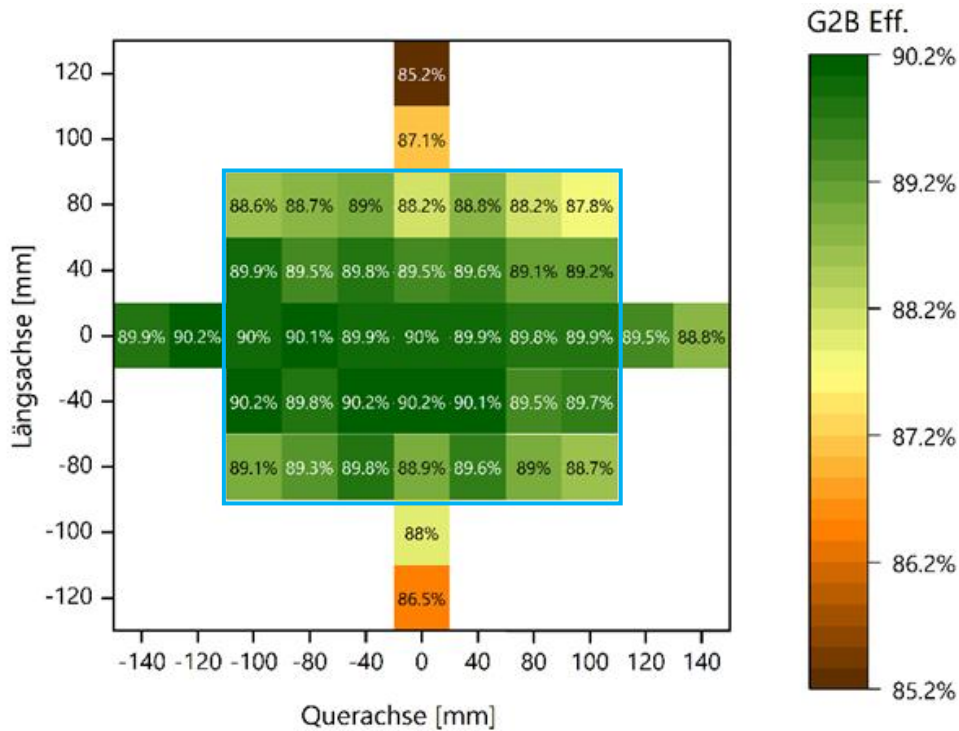 G2B Eff.
90.2%
89.2%
88.2%
87.2%
86.2%
85.2%
Längsachse [mm]
120 85.2%
100 87.1%
80 88.6% 88.7% 89% 88.2% 88.8% 88.2% 87.8%
40 89.9% 89.5% 89.8% 89.5% 89.6% 89.1% 89.2%
0 89.9% 90.2% 90% 90.1% 89.9% 90% 89.9% 89.8% 89.9% 89.5% 88.8%
-40 90.2% 89.8% 90.2% 90.2% 90.1% 89.5% 89.7%
-80 89.1% 89.3% 89.8% 88.9% 89.6% 89% 88.7%
-100 88%
-120 86.5%
-140 -120 -100 -80 -40 0 40 80 100 120 140
Querachse [mm]